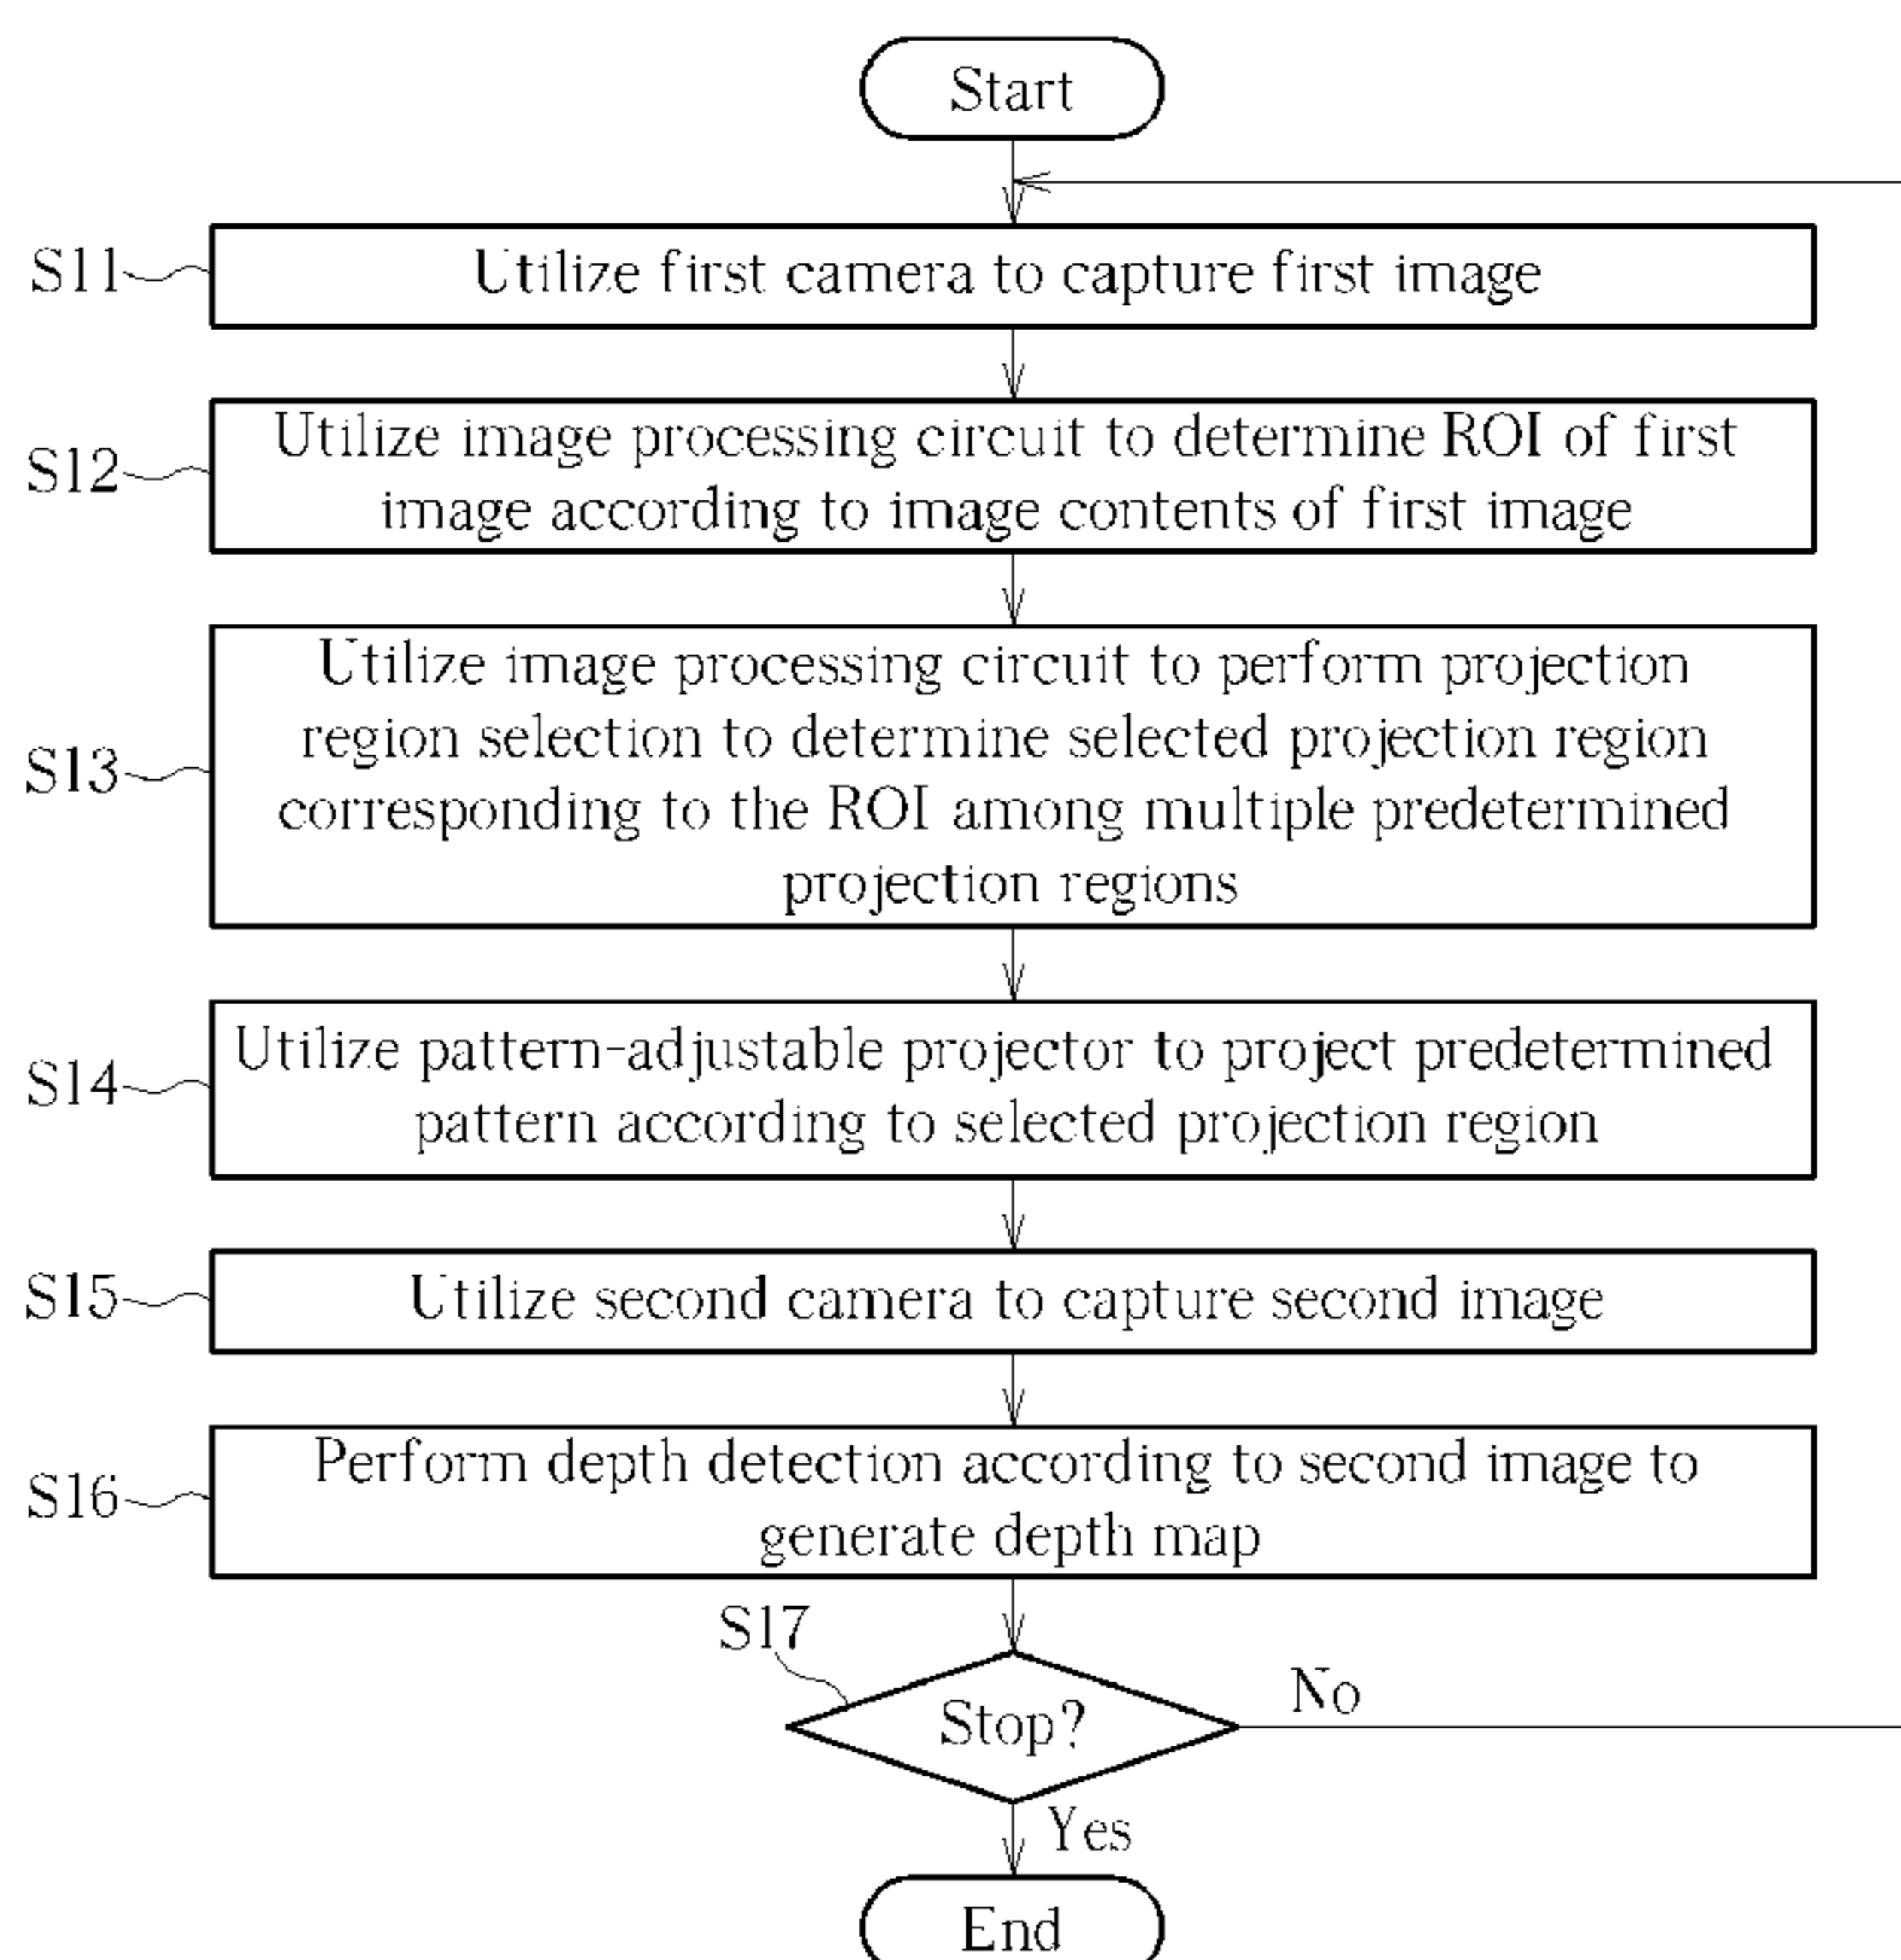 Start
S11
Utilize first camera to capture first image
S12
Utilize image processing circuit to determine ROI of first
image according to image contents of first image
S13
Utilize image processing circuit to perform projection
region selection to determine selected projection region
corresponding to the ROI among multiple predetermined
projection regions
S14
Utilize pattern-adjustable projector to project predetermined
pattern according to selected projection region
S15
Utilize second camera to capture second image
S16
Perform depth detection according to second image to
generate depth map
S17
Stop?
No
Yes
End